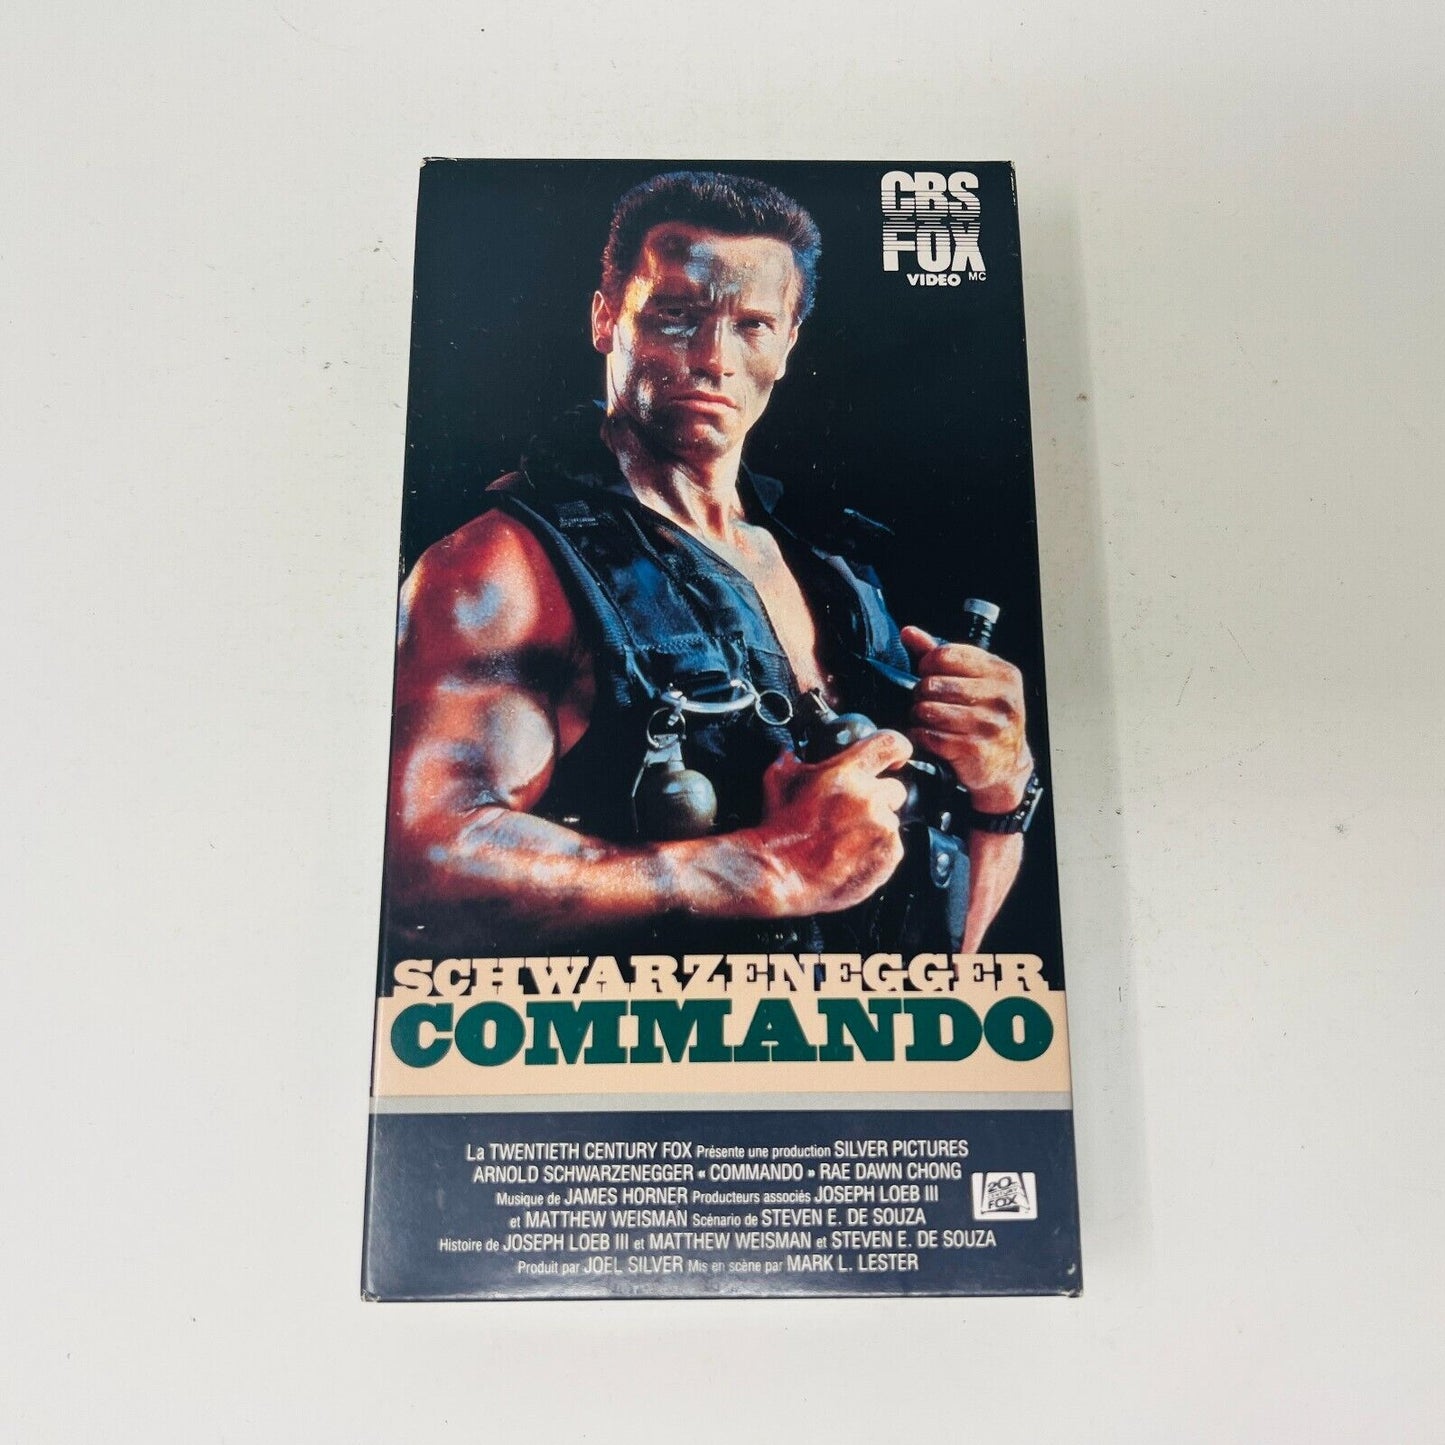 CBS
FOX
VIDEO MC
SCHWARZENEGGER
COMMANDO
La TWENTIETH CENTURY FOX Présente une production SILVER PICTURES
ARNOLD SCHWARZENEGGER « COMMANDO » RAE DAWN CHONG
Musique de JAMES HORNER Producteurs associés JOSEPH LOEB III
et MATTHEW WEISMAN Scénario de STEVEN E. DE SOUZA
Histoire de JOSEPH LOEB III et MATTHEW WEISMAN et STEVEN E. DE SOUZA
Produit par JOEL SILVER Mis en scène par MARK L. LESTER
20th
CENTURY
FOX